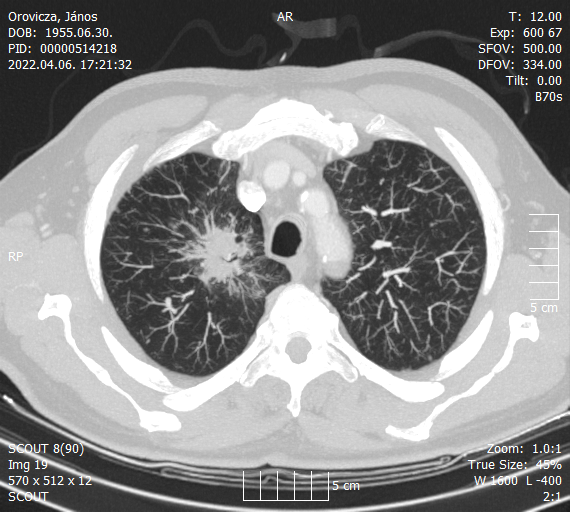 Orovicza, János
DOB: 1955.06.30.
PID: 00000514218
2022.04.06. 17:21:32
AR
T: 12.00
Exp: 600 67
SFOV: 500.00
DFOV: 334.00
Tilt: 0.00
B70s
RP
5 cm
SCOUT 8(90)
Img 19
570 x 512 x 12
SCOUT
5 cm
Zoom: 1.0:1
True Size: 45%
W 1600 L -400
2:1